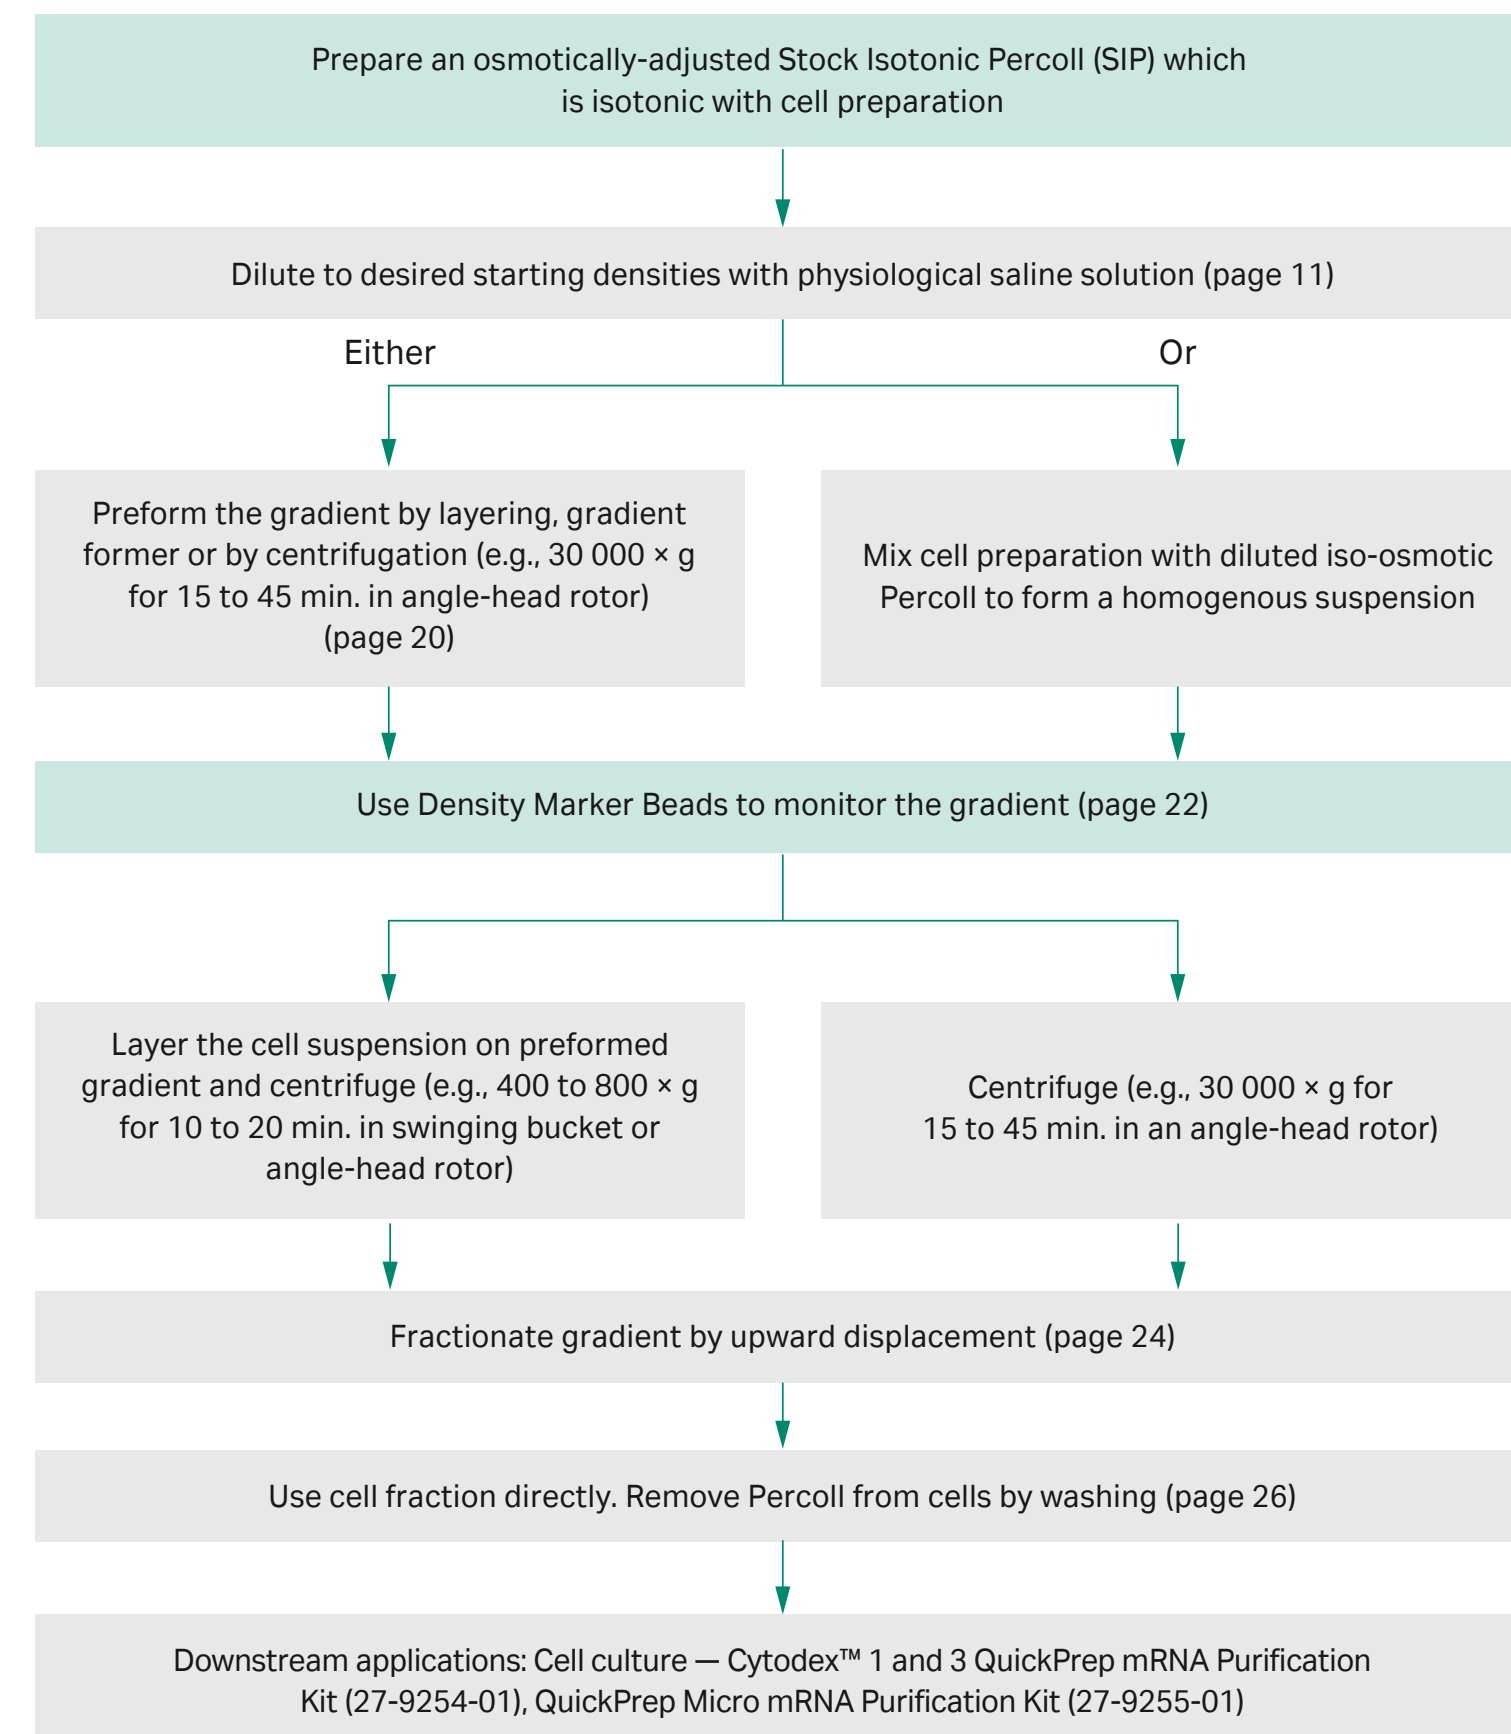 Prepare an osmotically-adjusted Stock Isotonic Percoll (SIP) which
is isotonic with cell preparation
Dilute to desired starting densities with physiological saline solution (page 11)
Either
Or
Preform the gradient by layering, gradient
former or by centrifugation (e.g., 30 000 × g
for 15 to 45 min. in angle-head rotor)
(page 20)
Mix cell preparation with diluted iso-osmotic
Percoll to form a homogenous suspension
Use Density Marker Beads to monitor the gradient (page 22)
Layer the cell suspension on preformed
gradient and centrifuge (e.g., 400 to 800 × g
for 10 to 20 min. in swinging bucket or
angle-head rotor)
Centrifuge (e.g., 30 000 × g for
15 to 45 min. in an angle-head rotor)
Fractionate gradient by upward displacement (page 24)
Use cell fraction directly. Remove Percoll from cells by washing (page 26)
Downstream applications: Cell culture — Cytodex™ 1 and 3 QuickPrep mRNA Purification
Kit (27-9254-01), QuickPrep Micro mRNA Purification Kit (27-9255-01)